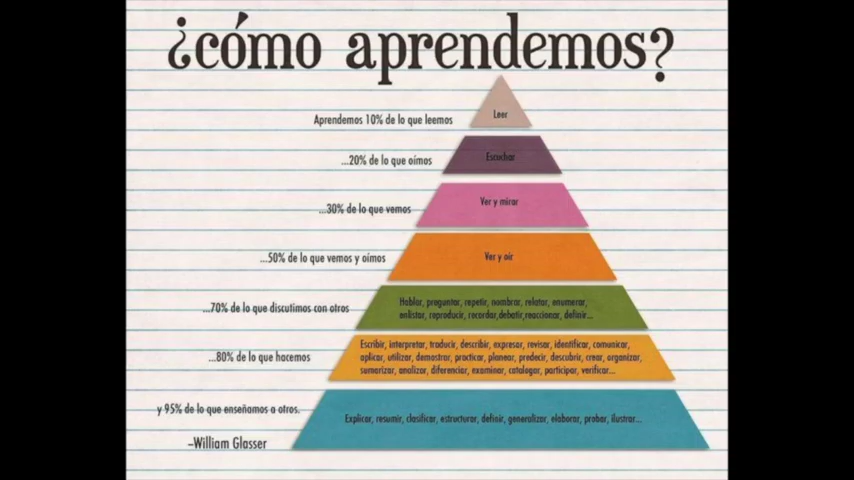 ¿cómo aprendemos?
Aprendemos 10% de lo que leemos
Leer
...20% de lo que oímos
Escuchar
...30% de lo que vemos
Ver y mirar
...50% de lo que vemos y oímos
Ver y oir
...70% de lo que discutimos con otros
Hablar, preguntar, repetir, nombrar, relatar, enumerar,
enlistar, reproducir, recordar,debatir,reaccionar, definir...
...80% de lo que hacemos
Escribir, interpretar, traducir, describir, expresar, revisar, identificar, comunicar,
aplicar, utilizar, demostrar, practicar, planear, predecir, descubrir, crear, organizar,
sumarizar, analizar, diferenciar, examinar, catalogar, participar, verificar...
y 95% de lo que enseñamos a otros.
Explicar, resumir, clasificar, estructurar, definir, generalizar, elaborar, probar, ilustrar...
–William Glasser